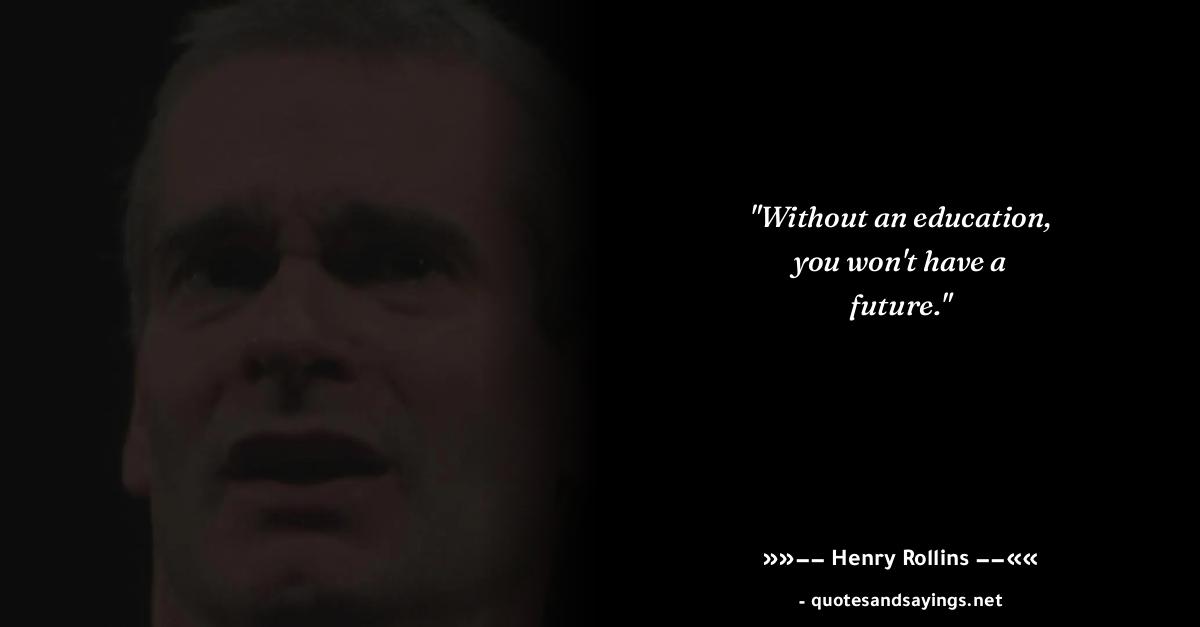 "Without an education,
you won't have a
future."
»»−− Henry Rollins −−««
- quotesandsayings.net